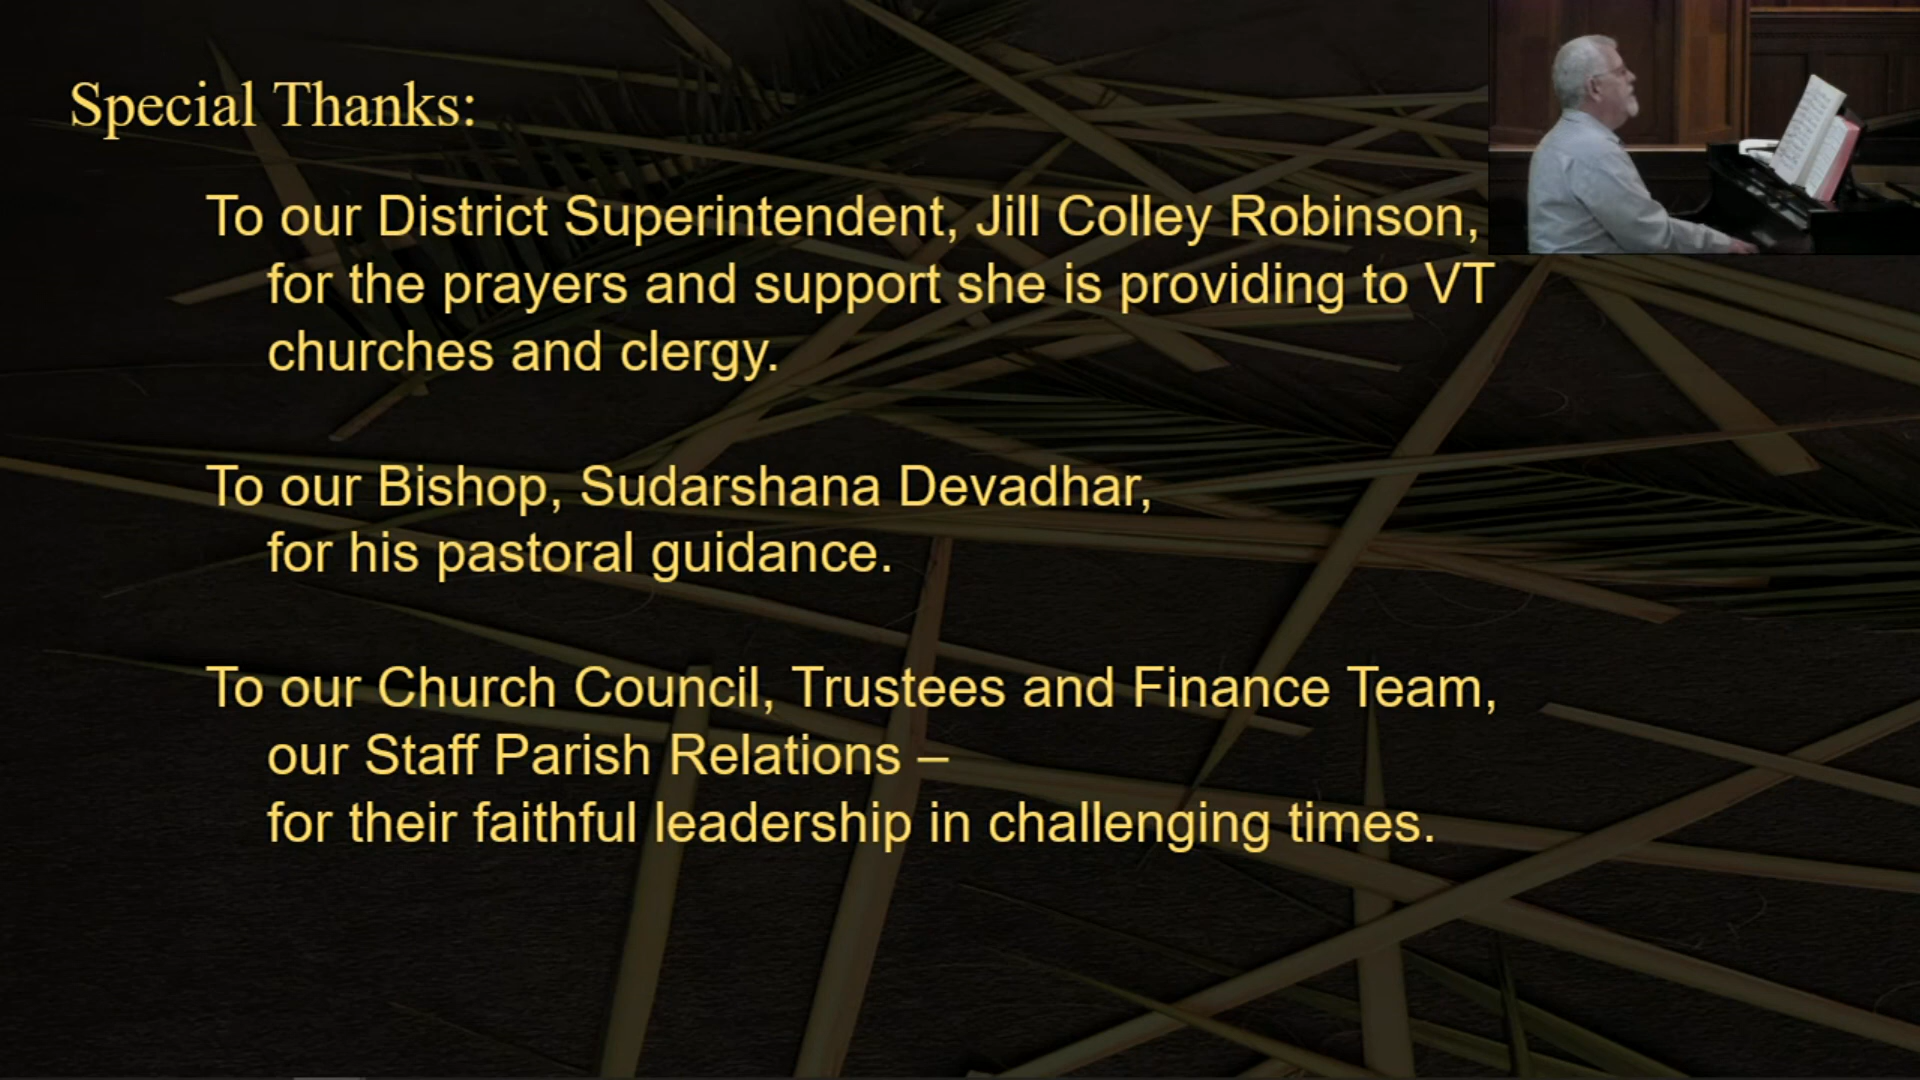 Special Thanks:
To our District Superintendent, Jill Colley Robinson,
for the prayers and support she is providing to VT
churches and clergy.
To our Bishop, Sudarshana Devadhar,
for his pastoral guidance.
To our Church Council, Trustees and Finance Team,
our Staff Parish Relations –
for their faithful leadership in challenging times.